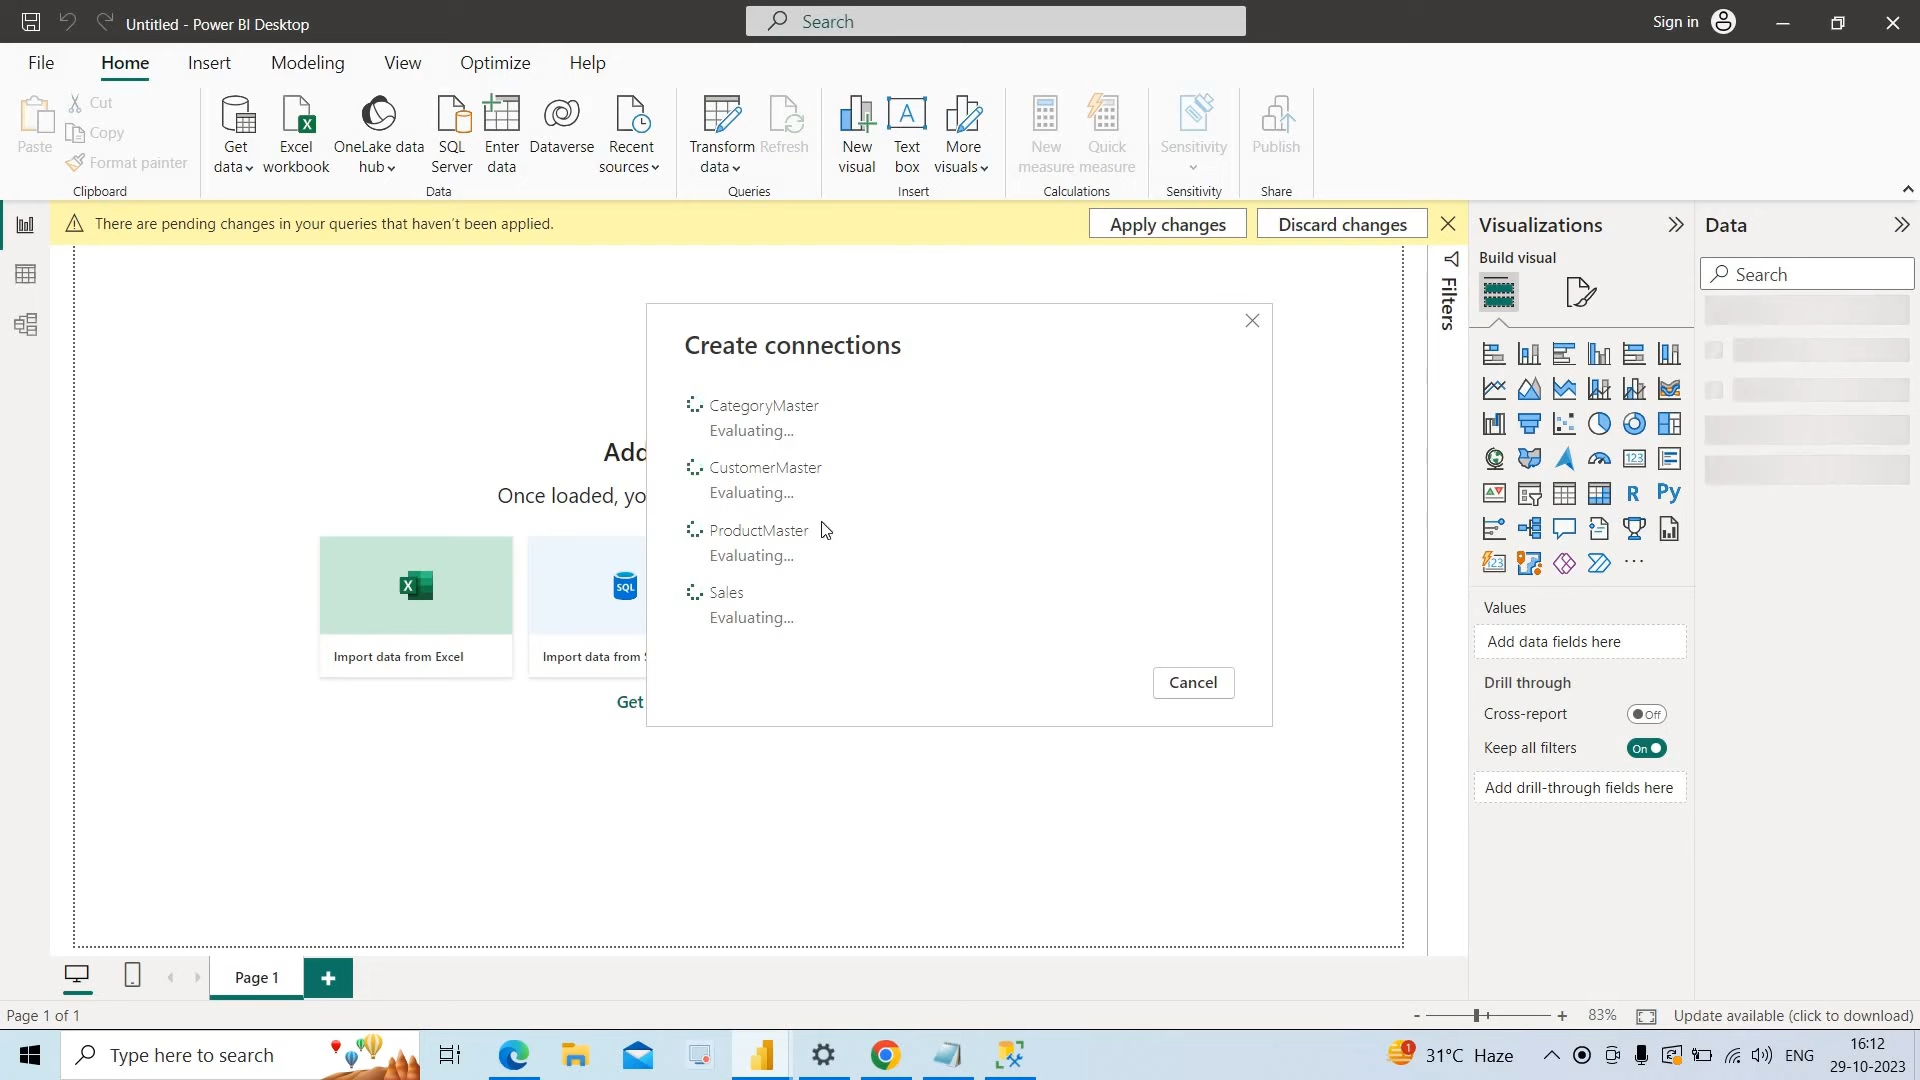 Untitled - Power BI Desktop
Search
Sign in
File
Home
Insert
Modeling
View
Optimize
Help
Paste
Cut
Copy
Format painter
Clipboard
Get data
Excel workbook
OneLake data hub
SQL Server
Enter data
Dataverse
Recent sources
Data
Transform data
Refresh
Queries
New visual
Text box
More visuals
Insert
New measure
Quick measure
Calculations
Sensitivity
Sensitivity
Publish
Share
There are pending changes in your queries that haven't been applied.
Apply changes
Discard changes
Filters
Add
Once loaded, yo
Import data from Excel
SQL
Import data from
Get
Create connections
CategoryMaster
Evaluating...
CustomerMaster
Evaluating...
ProductMaster
Evaluating...
Sales
Evaluating...
Cancel
Visualizations
Build visual
123
R
Py
123
Values
Add data fields here
Drill through
Cross-report
Off
Keep all filters
On
Add drill-through fields here
Data
Search
Page 1
Page 1 of 1
83%
Update available (click to download)
Type here to search
1
31°C Haze
ENG
16:12
29-10-2023